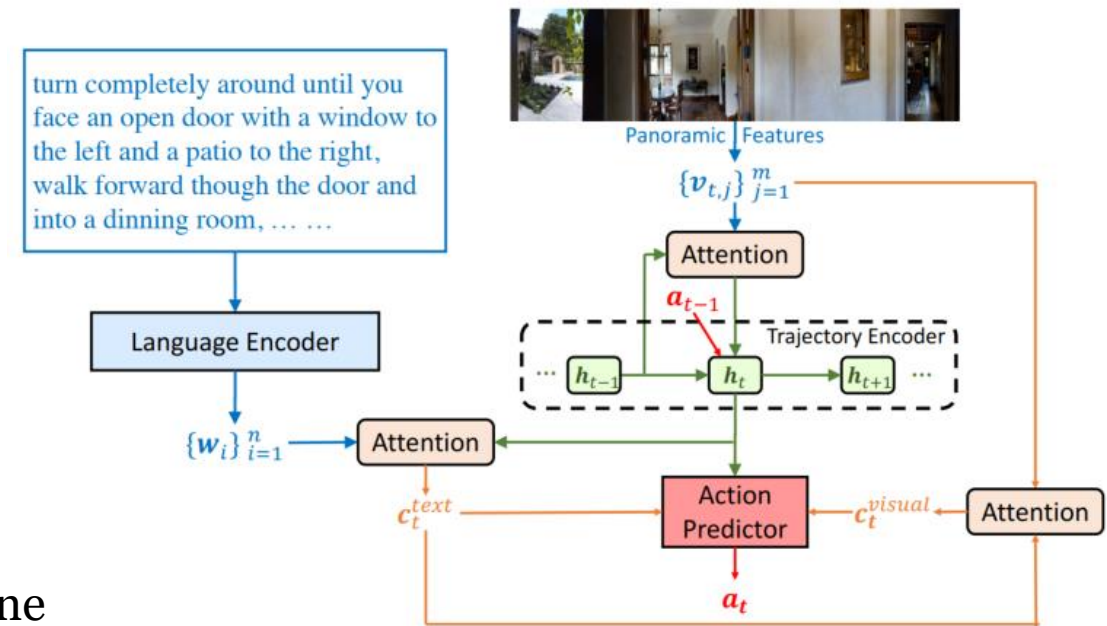 turn completely around until you
face an open door with a window to
the left and a patio to the right,
walk forward though the door and
into a dinning room, … …
Panoramic Features
{v_{t,j}}_{j=1}^{m}
Attention
a_{t-1}
Trajectory Encoder
… h_{t-1} h_t h_{t+1} …
Language Encoder
{w_i}_{i=1}^{n}
Attention
c_t^{text}
Action
Predictor
c_t^{visual}
Attention
a_t
ne